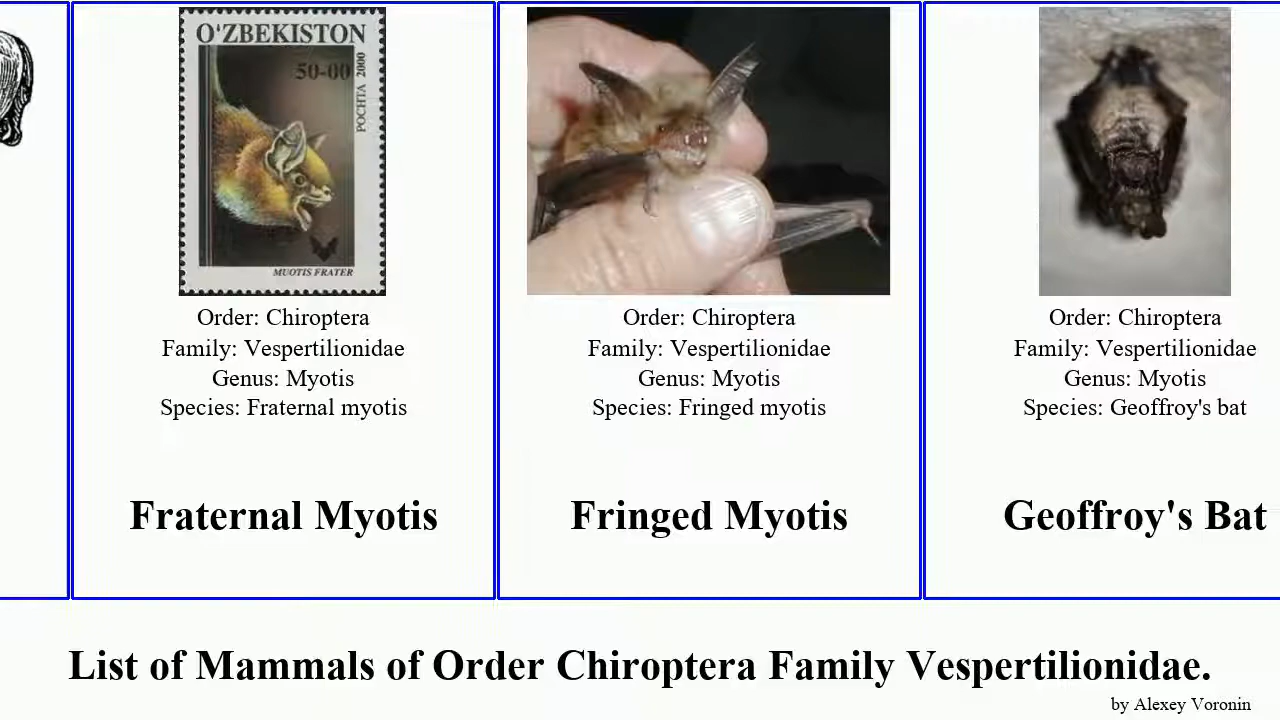 O'ZBEKISTON
50-00
POCHTA 2000
MUOTIS FRATER
Order: Chiroptera
Family: Vespertilionidae
Genus: Myotis
Species: Fraternal myotis
Fraternal Myotis
Order: Chiroptera
Family: Vespertilionidae
Genus: Myotis
Species: Fringed myotis
Fringed Myotis
Order: Chiroptera
Family: Vespertilionidae
Genus: Myotis
Species: Geoffroy's bat
Geoffroy's Bat
List of Mammals of Order Chiroptera Family Vespertilionidae.
by Alexey Voronin